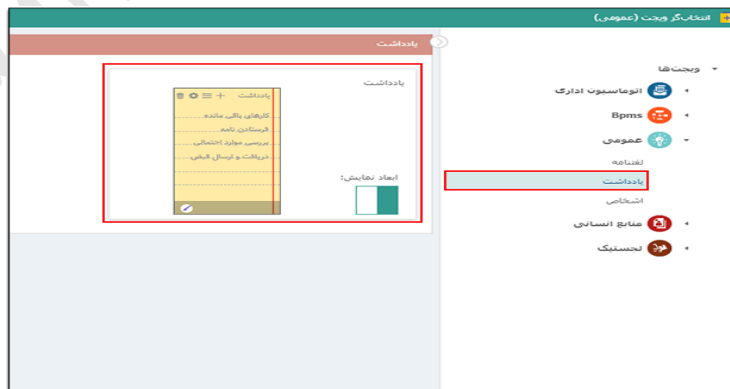 انتخاب‌گر ویجت (عمومی)
ویجت‌ها
اتوماسیون اداری
Bpms
عمومی
لغتنامه
یادداشت
اشخاص
منابع انسانی
لجستیک
یادداشت
یادداشت
یادداشت
کارهای باقی مانده
فرستادن نامه
بررسی موارد احتمالی
دریافت و ارسال قبض
ابعاد نمایش: